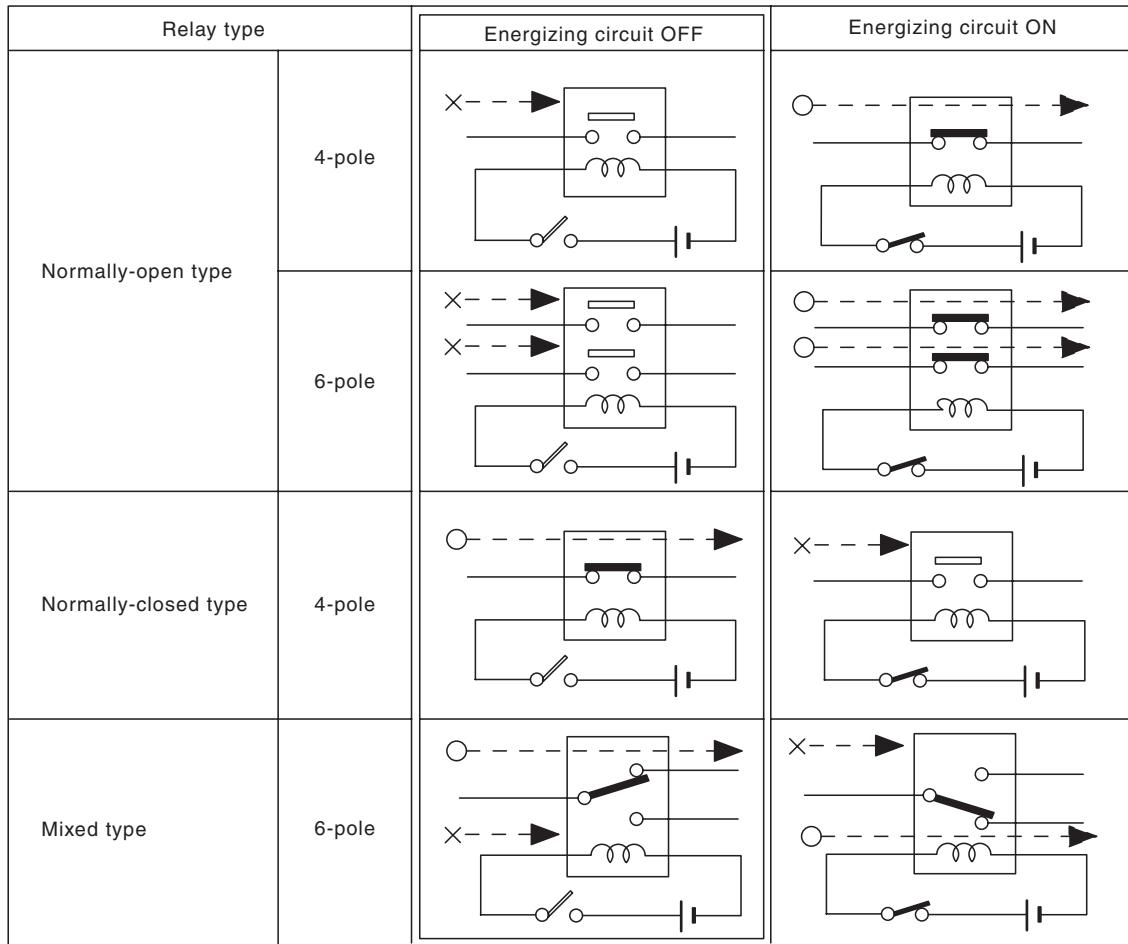 Relay type
Energizing circuit OFF
Energizing circuit ON
Normally-open type
4-pole
6-pole
Normally-closed type
4-pole
Mixed type
6-pole